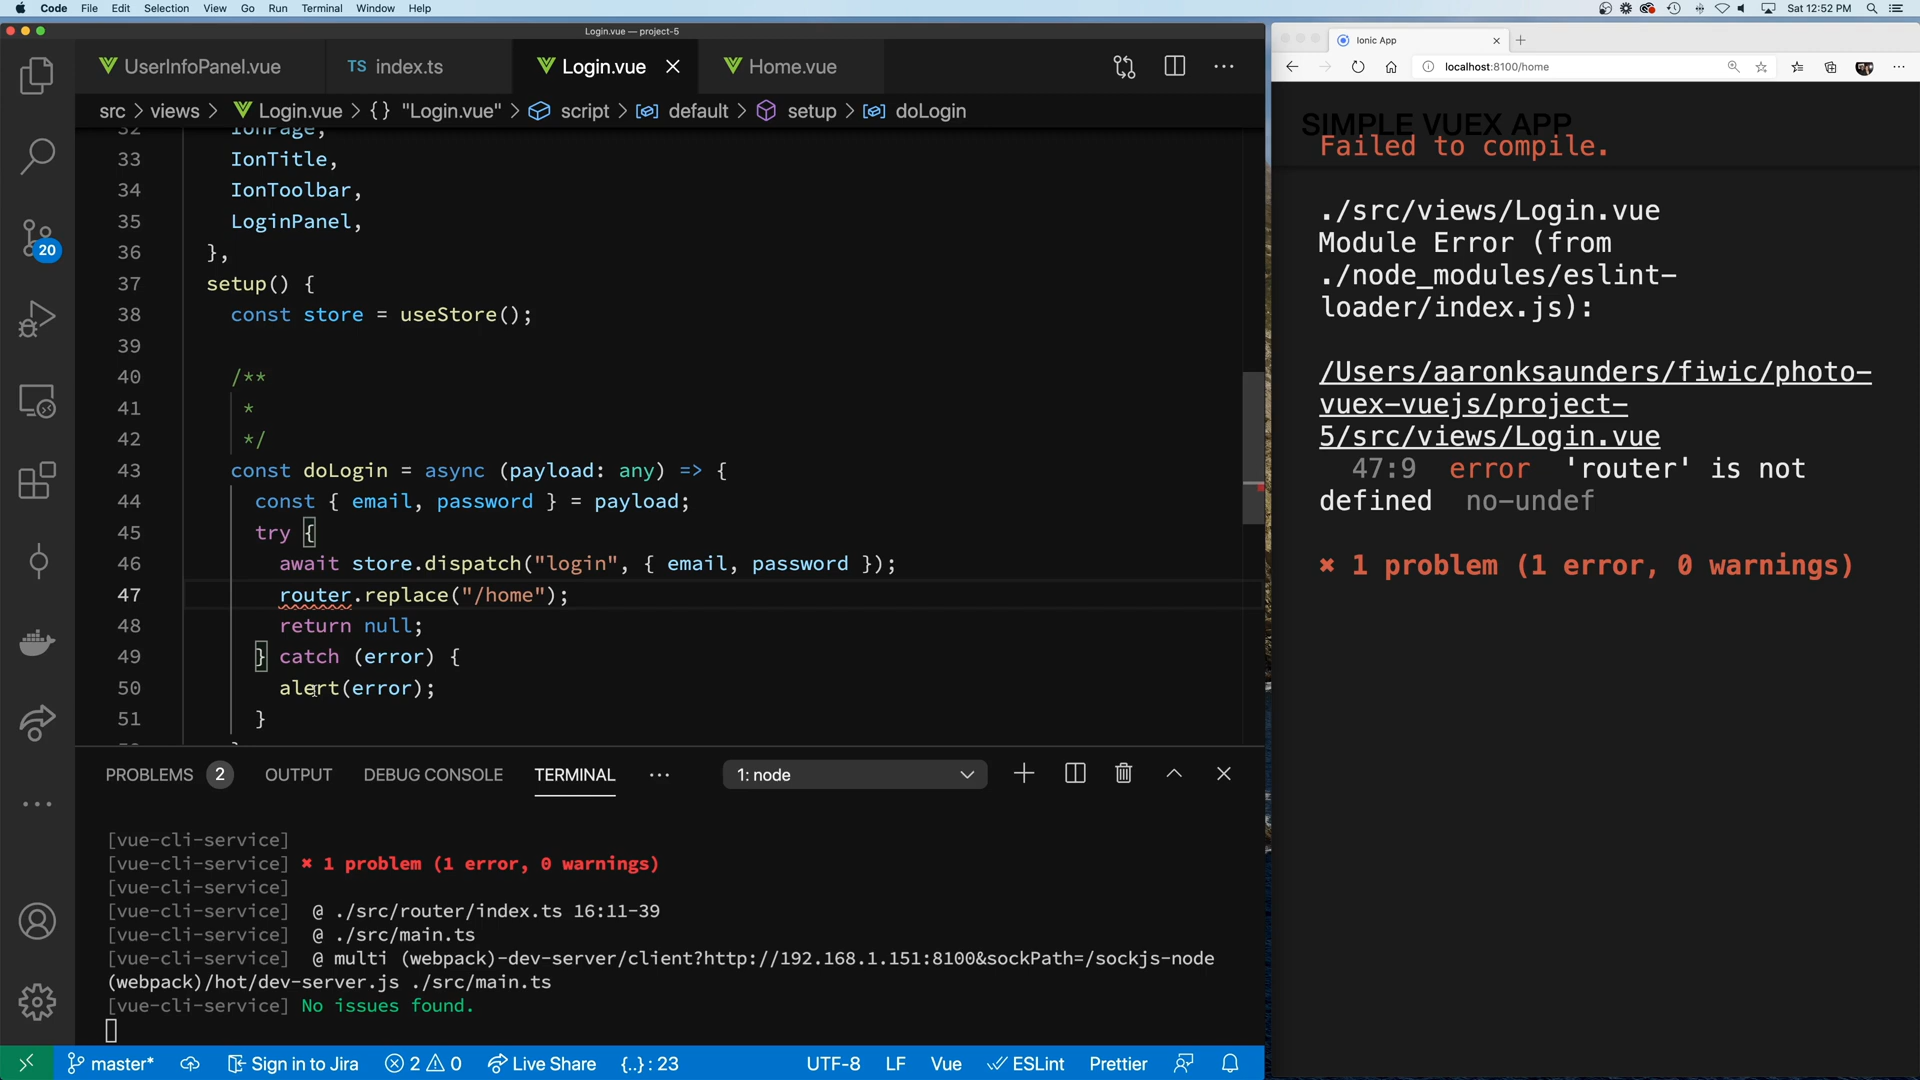 Code File Edit Selection View Go Run Terminal Window Help
Sat 12:52 PM
Login.vue — project-5
UserInfoPanel.vue
TS index.ts
Login.vue
Home.vue
src > views > Login.vue > {} "Login.vue" > script > default > setup > doLogin
32 IonPage,
33 IonTitle,
34 IonToolbar,
35 LoginPanel,
36 },
37 setup() {
38 const store = useStore();
39
40 /**
41 *
42 */
43 const doLogin = async (payload: any) => {
44 const { email, password } = payload;
45 try {
46 await store.dispatch("login", { email, password });
47 router.replace("/home");
48 return null;
49 } catch (error) {
50 alert(error);
51 }
20
PROBLEMS 2 OUTPUT DEBUG CONSOLE TERMINAL ··· 1: node
[vue-cli-service]
[vue-cli-service] ✖ 1 problem (1 error, 0 warnings)
[vue-cli-service]
[vue-cli-service] @ ./src/router/index.ts 16:11-39
[vue-cli-service] @ ./src/main.ts
[vue-cli-service] @ multi (webpack)-dev-server/client?http://192.168.1.151:8100&sockPath=/sockjs-node
(webpack)/hot/dev-server.js ./src/main.ts
[vue-cli-service] No issues found.
master* Sign in to Jira 2 0 Live Share {..} : 23 UTF-8 LF Vue ESLint Prettier
Ionic App
localhost:8100/home
SIMPLE VUEX APP
Failed to compile.
./src/views/Login.vue
Module Error (from
./node_modules/eslint-
loader/index.js):
/Users/aaronksaunders/fiwic/photo-
vuex-vuejs/project-
5/src/views/Login.vue
47:9 error 'router' is not
defined no-undef
✖ 1 problem (1 error, 0 warnings)